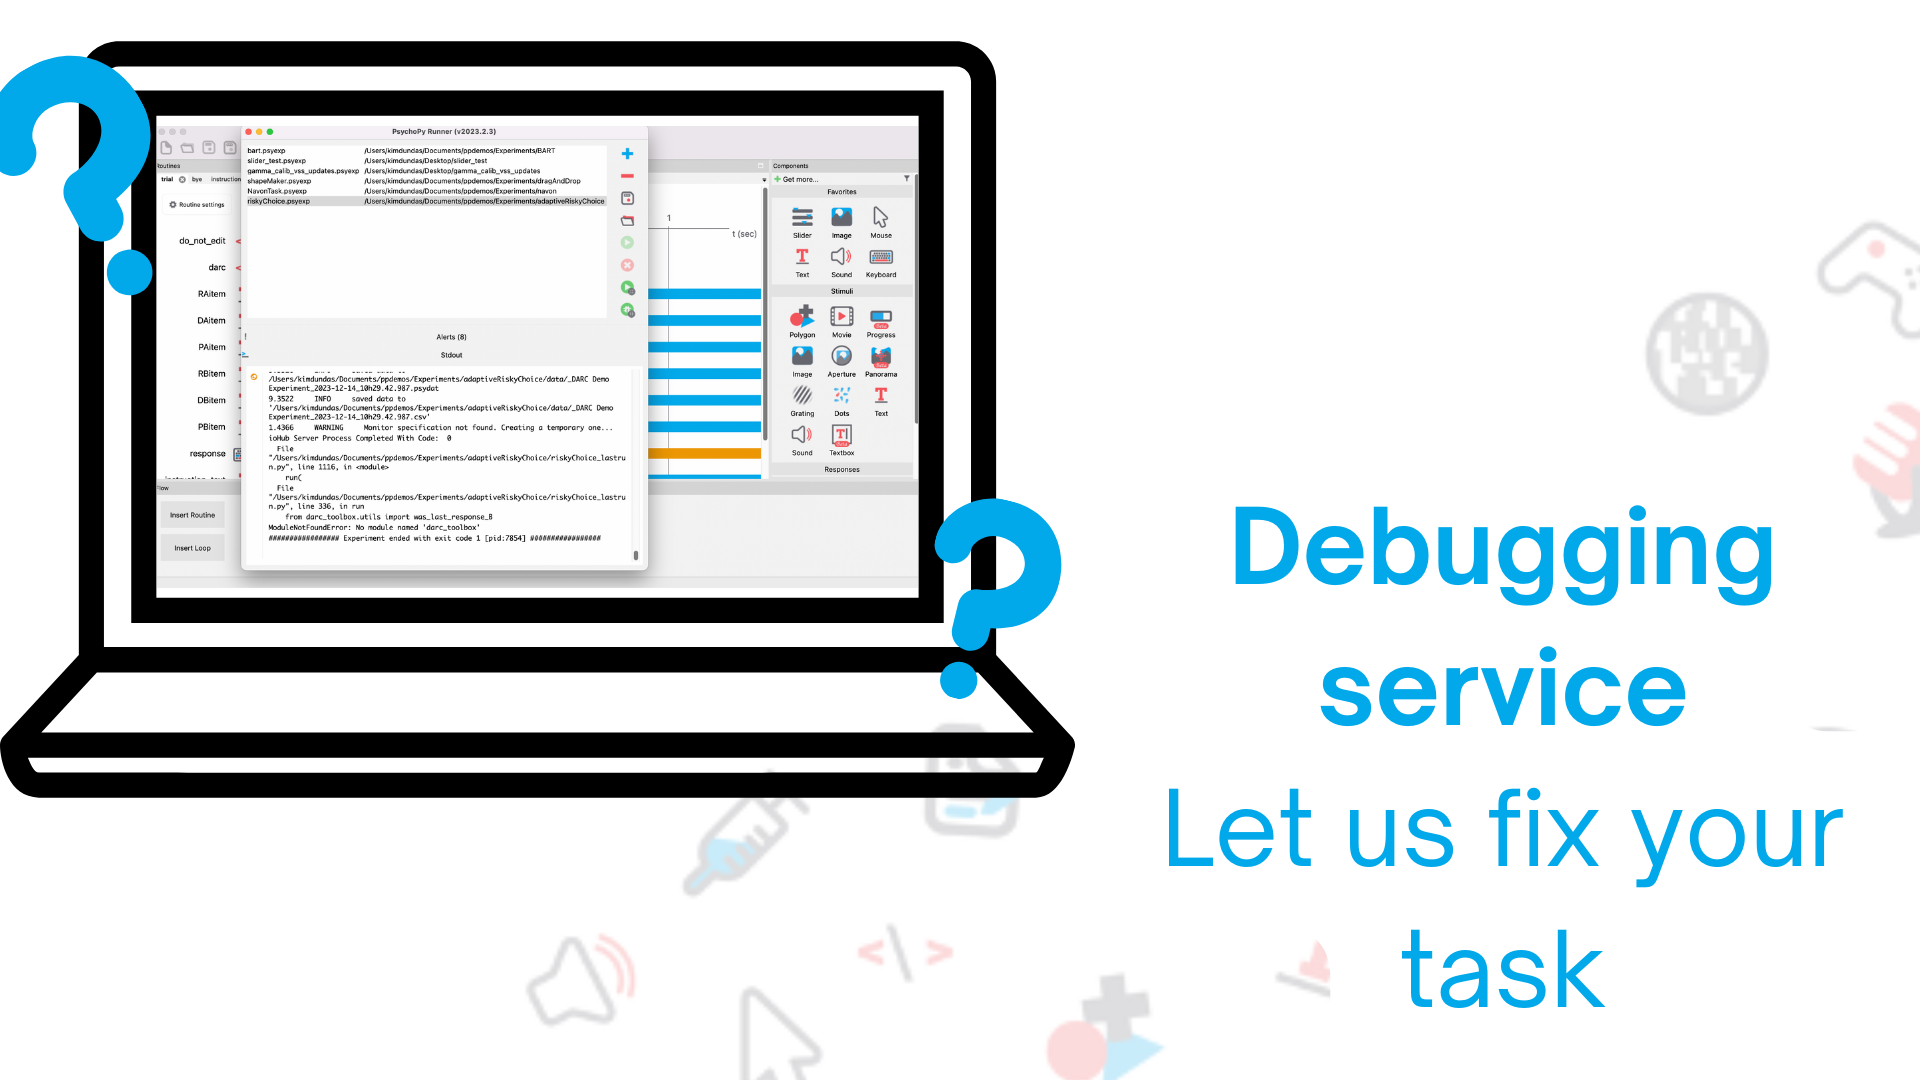 PsychoPy Runner (v2023.2.3)
bart.psyexp /Users/kimdundas/Documents/ppdemos/Experiments/BART
slider_test.psyexp /Users/kimdundas/Desktop/slider_test
gamma_calib_vss_updates.psyexp /Users/kimdundas/Desktop/gamma_calib_vss_updates
shapeMaker.psyexp /Users/kimdundas/Documents/ppdemos/Experiments/dragAndDrop
NavonTask.psyexp /Users/kimdundas/Documents/ppdemos/Experiments/navon
riskyChoice.psyexp /Users/kimdundas/Documents/ppdemos/Experiments/adaptiveRiskyChoice
Alerts (8)
Stdout
/Users/kimdundas/Documents/ppdemos/Experiments/adaptiveRiskyChoice/data/_DARC Demo
Experiment_2023-12-14_10h29.42.987.psydat
9.3522 INFO saved data to
'/Users/kimdundas/Documents/ppdemos/Experiments/adaptiveRiskyChoice/data/_DARC Demo
Experiment_2023-12-14_10h29.42.987.csv'
1.4366 WARNING Monitor specification not found. Creating a temporary one...
ioHub Server Process Completed With Code: 0
File
"/Users/kimdundas/Documents/ppdemos/Experiments/adaptiveRiskyChoice/riskyChoice_lastru
n.py", line 1116, in <module>
run(
File
"/Users/kimdundas/Documents/ppdemos/Experiments/adaptiveRiskyChoice/riskyChoice_lastru
n.py", line 336, in run
from darc_toolbox.utils import was_last_response_B
ModuleNotFoundError: No module named 'darc_toolbox'
################# Experiment ended with exit code 1 [pid:7854] #################
Routines
trial bye instruction
Routine settings
do_not_edit
darc
RAitem
DAitem
PAitem
RBitem
DBitem
PBitem
response
Flow
Insert Routine
Insert Loop
1
t (sec)
Components
Get more...
Favorites
Slider Image Mouse
Text Sound Keyboard
Stimuli
Polygon Movie Progress
Image Aperture Panorama
Grating Dots Text
Sound Textbox
Responses
Debugging
service
Let us fix your
task